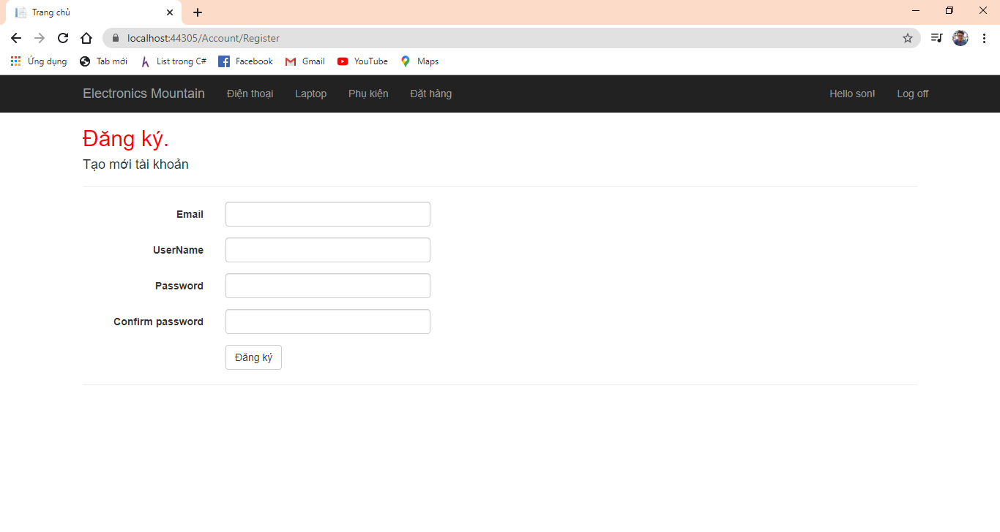 Trang chủ
localhost:44305/Account/Register
Ứng dụng Tab mới List trong C# Facebook Gmail YouTube Maps
Electronics Mountain Điện thoại Laptop Phụ kiện Đặt hàng Hello son! Log off
Đăng ký.
Tạo mới tài khoản
Email
UserName
Password
Confirm password
Đăng ký